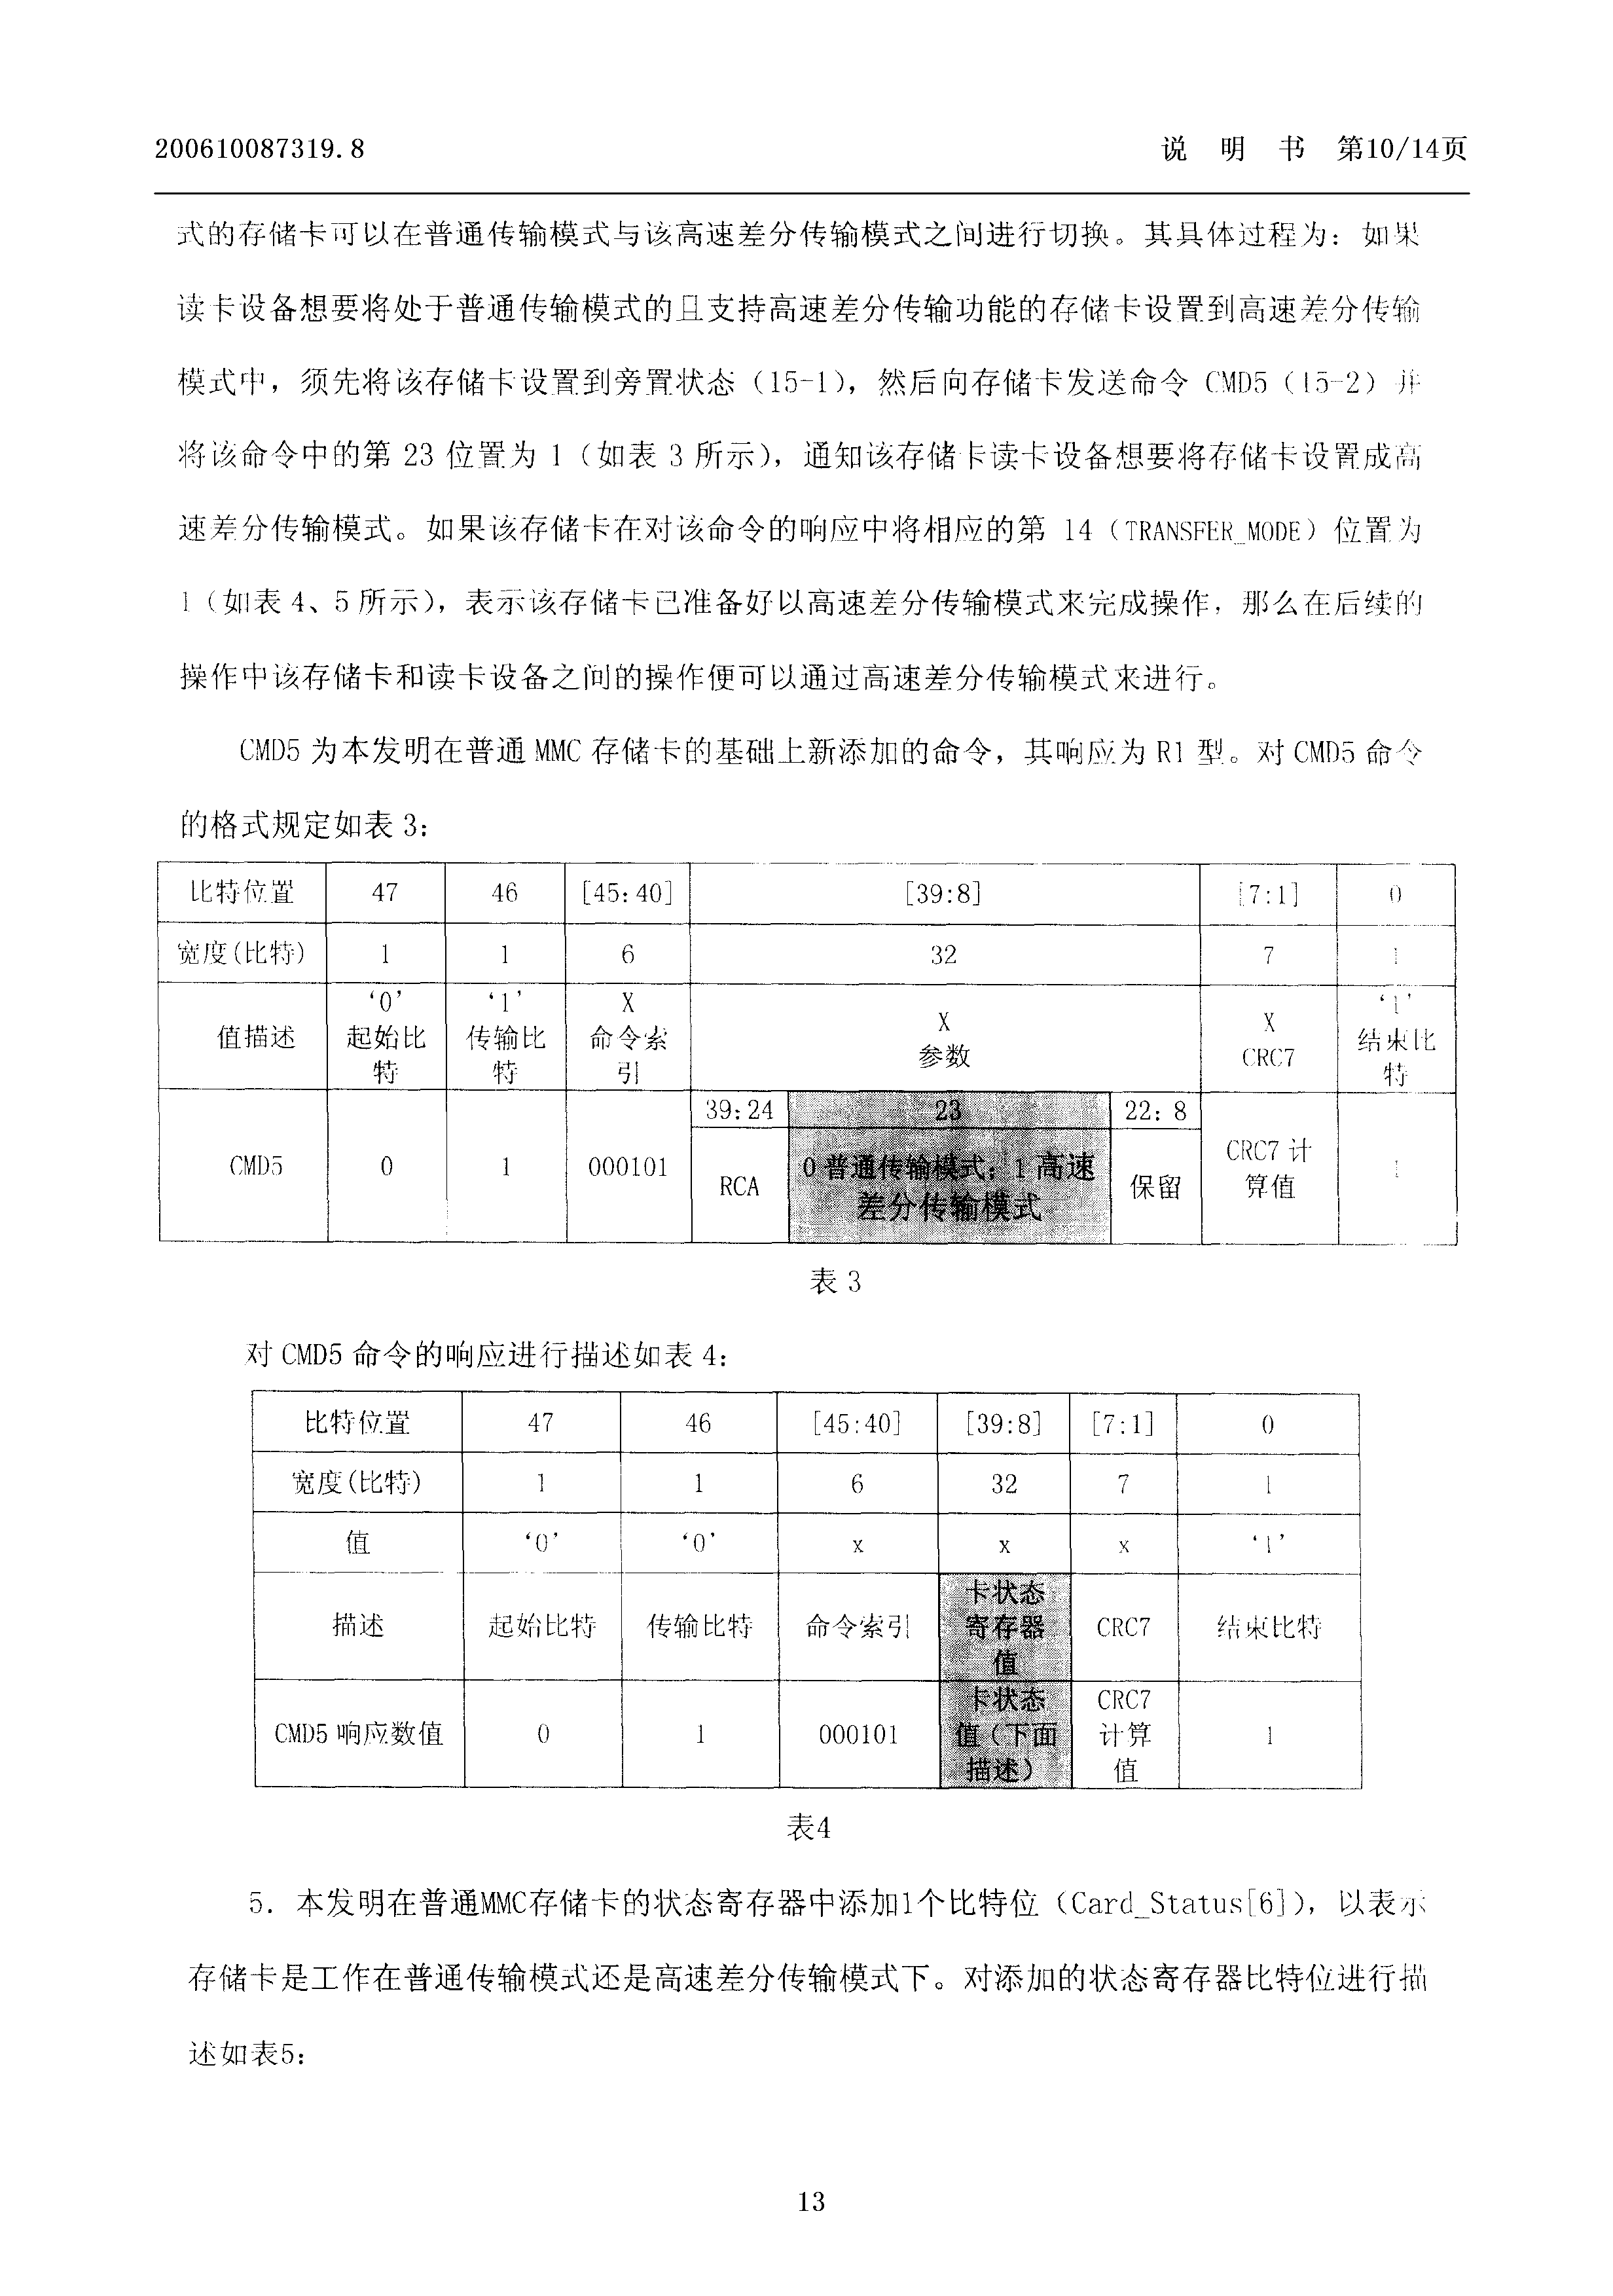 200610087319.8
说 明 书 第10/14页
式的存储卡可以在普通传输模式与该高速差分传输模式之间进行切换。其具体过程为：如果
读卡设备想要将处于普通传输模式的且支持高速差分传输功能的存储卡设置到高速差分传输
模式中，须先将该存储卡设置到旁置状态（15-1），然后向存储卡发送命令 CMD5（15-2）并
将该命令中的第 23 位置为 1（如表 3 所示），通知该存储卡读卡设备想要将存储卡设置成高
速差分传输模式。如果该存储卡在对该命令的响应中将相应的第 14（TRANSFER_MODE）位置为
1（如表 4、5 所示），表示该存储卡已准备好以高速差分传输模式来完成操作，那么在后续的
操作中该存储卡和读卡设备之间的操作便可以通过高速差分传输模式来进行。
CMD5 为本发明在普通 MMC 存储卡的基础上新添加的命令，其响应为 R1 型。对 CMD5 命令
的格式规定如表 3：
比特位置 47 46 [45:40] [39:8] [7:1] 0
宽度(比特) 1 1 6 32 7 1
值描述 ‘0’ 起始比特 ‘1’ 传输比特 X 命令索引 X 参数 X CRC7 ‘1’ 结束比特
39:24 23 22:8
CMD5 0 1 000101 RCA 0 普通传输模式；1 高速差分传输模式 保留 CRC7 计算值 1
表 3
对 CMD5 命令的响应进行描述如表 4：
比特位置 47 46 [45:40] [39:8] [7:1] 0
宽度(比特) 1 1 6 32 7 1
值 ‘0’ ‘0’ x x x ‘1’
描述 起始比特 传输比特 命令索引 卡状态寄存器值 CRC7 结束比特
CMD5 响应数值 0 1 000101 卡状态值（下面描述） CRC7 计算值 1
表4
5. 本发明在普通MMC存储卡的状态寄存器中添加1个比特位（Card_Status[6]），以表示
存储卡是工作在普通传输模式还是高速差分传输模式下。对添加的状态寄存器比特位进行描
述如表5：
13